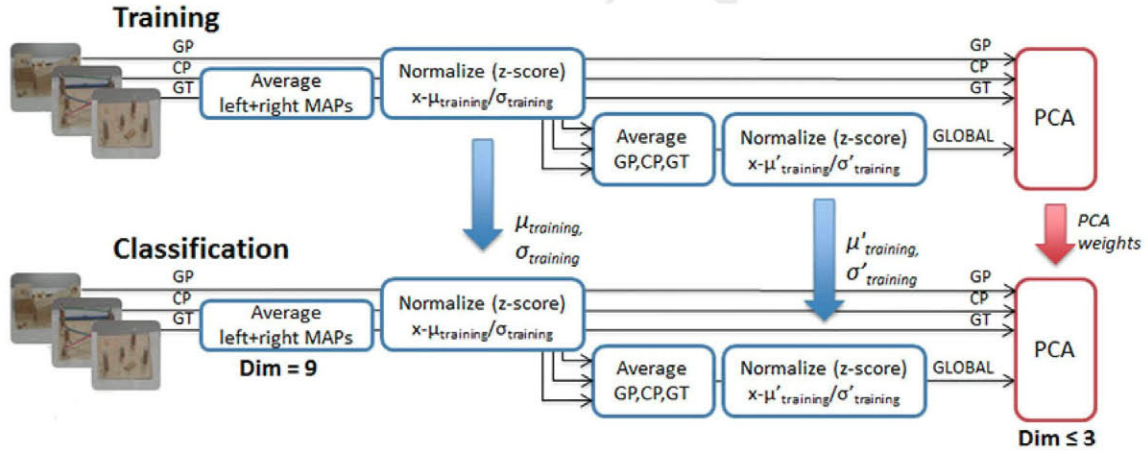 Training
GP
CP
GT
Average
left+right MAPs
Normalize (z-score)
x-μtraining/σtraining
Average
GP,CP,GT
Normalize (z-score)
x-μ'training/σ'training
GLOBAL
GP
CP
GT
PCA
μtraining,
σtraining
μ'training,
σ'training
PCA
weights
Classification
GP
CP
GT
Average
left+right MAPs
Dim = 9
Normalize (z-score)
x-μtraining/σtraining
Average
GP,CP,GT
Normalize (z-score)
x-μ'training/σ'training
GLOBAL
GP
CP
GT
PCA
Dim ≤ 3